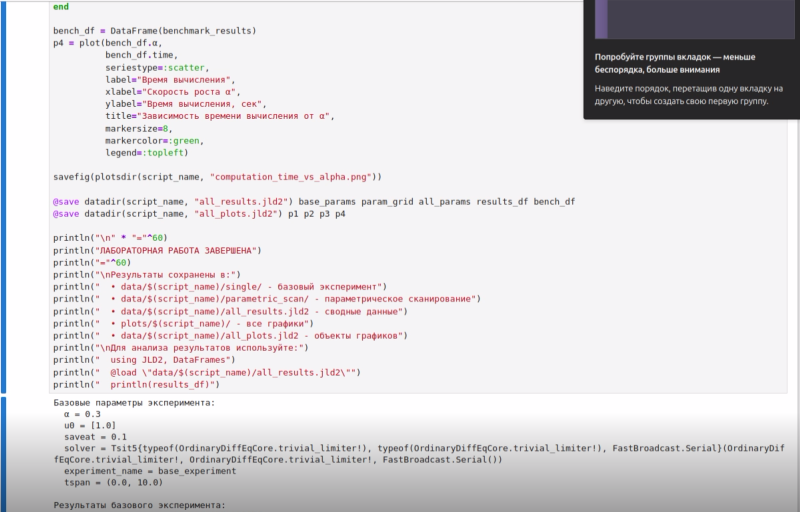 end
bench_df = DataFrame(benchmark_results)
p4 = plot(bench_df.α,
bench_df.time,
seriestype=:scatter,
label="Время вычисления",
xlabel="Скорость роста α",
ylabel="Время вычисления, сек",
title="Зависимость времени вычисления от α",
markersize=8,
markercolor=:green,
legend=:topleft)
savefig(plotsdir(script_name, "computation_time_vs_alpha.png"))
@save datadir(script_name, "all_results.jld2") base_params param_grid all_params results_df bench_df
@save datadir(script_name, "all_plots.jld2") p1 p2 p3 p4
println("\n" * "="^60)
println("ЛАБОРАТОРНАЯ РАБОТА ЗАВЕРШЕНА")
println("="^60)
println("\nРезультаты сохранены в:")
println("  • data/$(script_name)/single/ - базовый эксперимент")
println("  • data/$(script_name)/parametric_scan/ - параметрическое сканирование")
println("  • data/$(script_name)/all_results.jld2 - сводные данные")
println("  • plots/$(script_name)/ - все графики")
println("  • data/$(script_name)/all_plots.jld2 - объекты графиков")
println("\nДля анализа результатов используйте:")
println("  using JLD2, DataFrames")
println("  @load \"data/$(script_name)/all_results.jld2\"")
println("  println(results_df)")
Базовые параметры эксперимента:
α = 0.3
u0 = [1.0]
saveat = 0.1
solver = Tsit5{typeof(OrdinaryDiffEqCore.trivial_limiter!), typeof(OrdinaryDiffEqCore.trivial_limiter!), FastBroadcast.Serial}(OrdinaryDif
fEqCore.trivial_limiter!, OrdinaryDiffEqCore.trivial_limiter!, FastBroadcast.Serial())
experiment_name = base_experiment
tspan = (0.0, 10.0)
Результаты базового эксперимента:
Попробуйте группы вкладок — меньше
беспорядка, больше внимания
Наведите порядок, перетащив одну вкладку на
другую, чтобы создать свою первую группу.